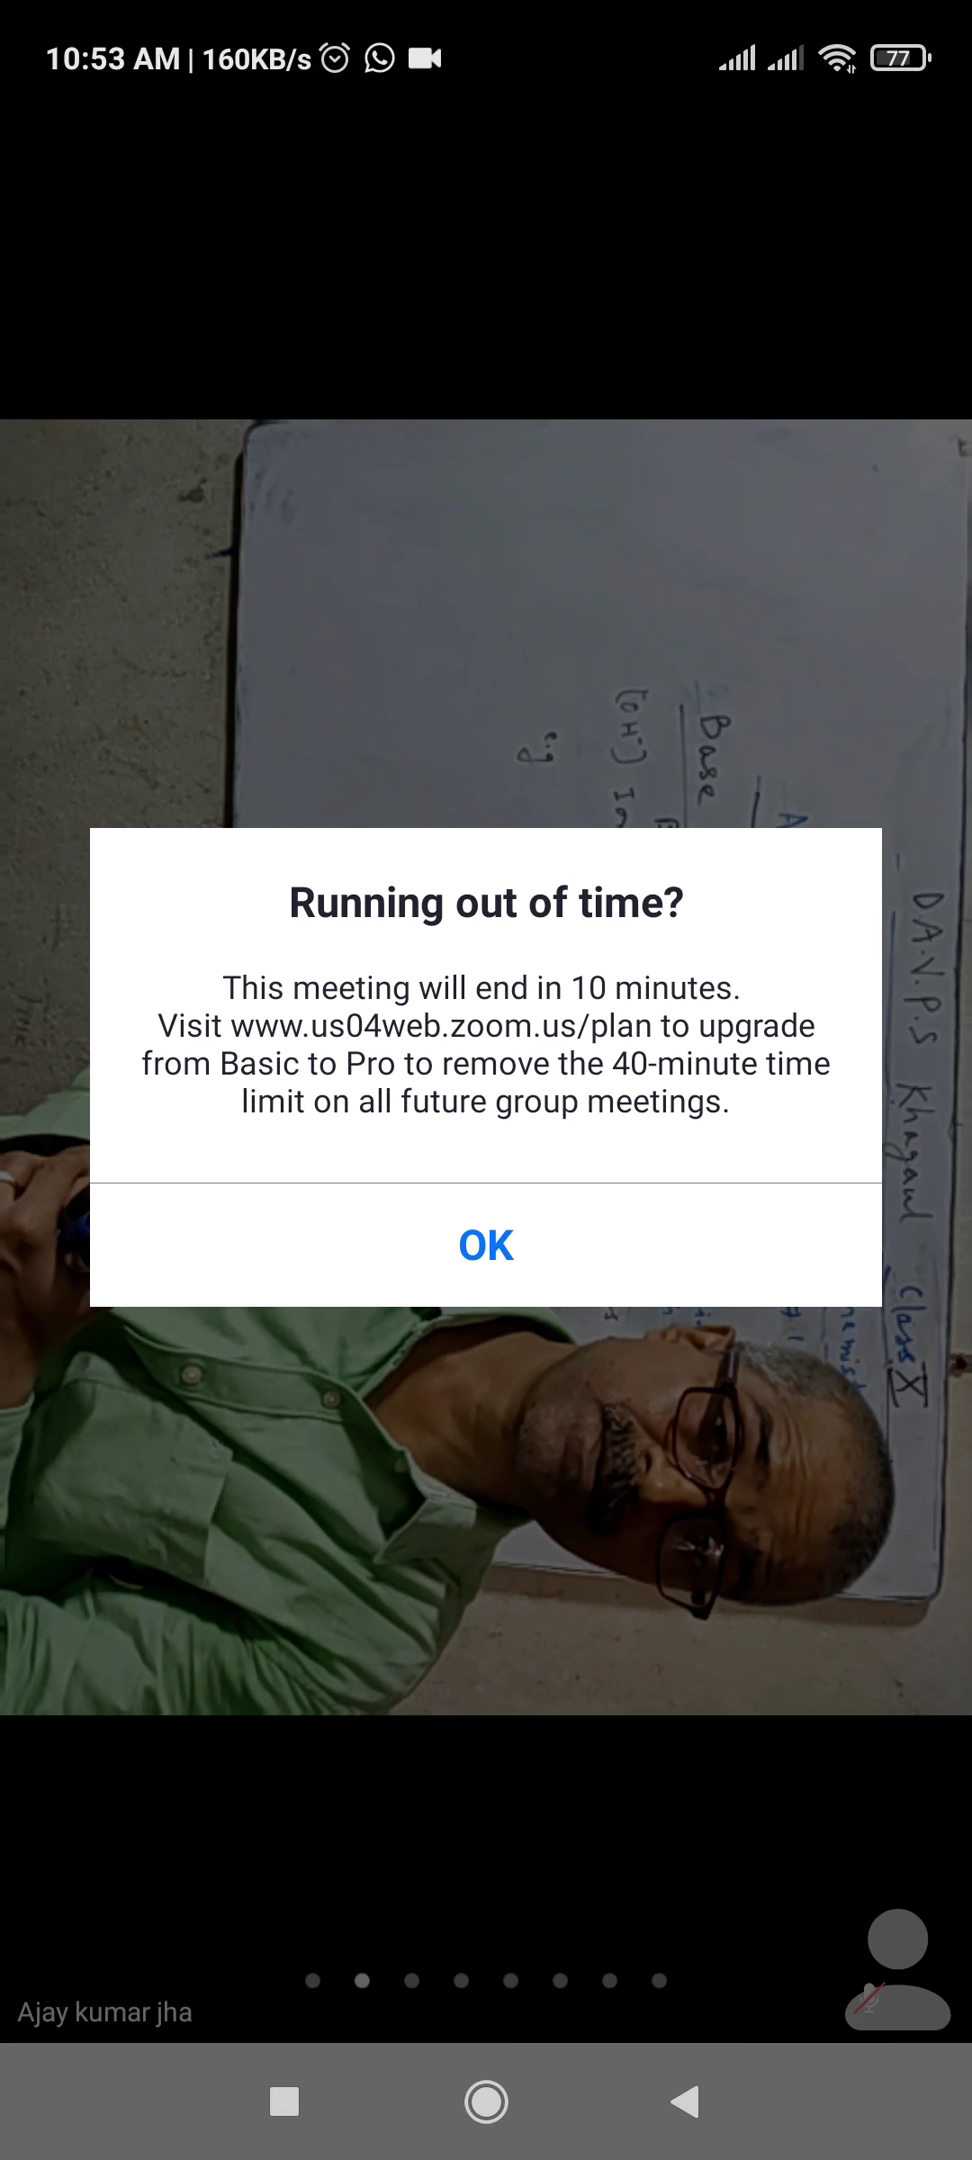 10:53 AM | 160KB/s
77
Base
(OH⁻) In
e.g
D.A.V.P.S Khagaul Class X
Running out of time?
This meeting will end in 10 minutes.
Visit www.us04web.zoom.us/plan to upgrade
from Basic to Pro to remove the 40-minute time
limit on all future group meetings.
OK
Ajay kumar jha